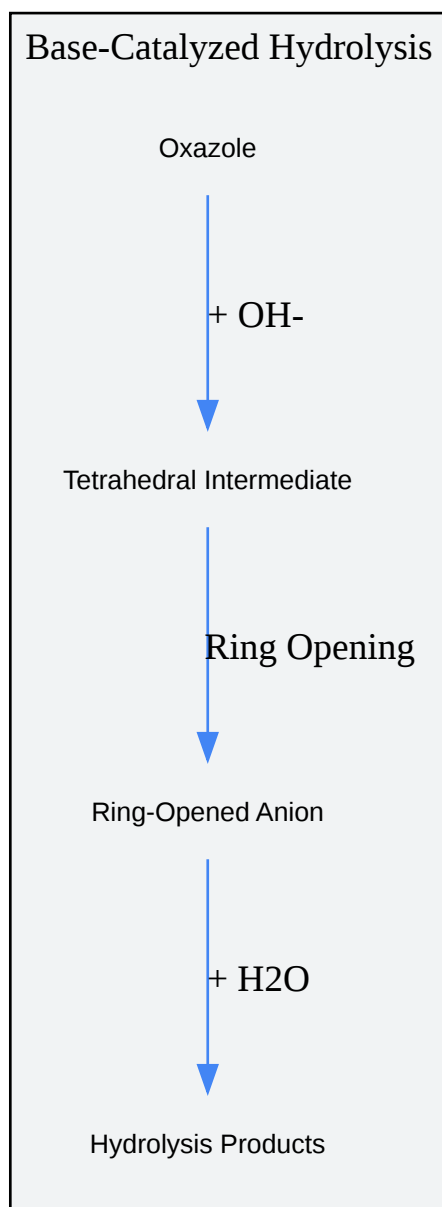 Base-Catalyzed Hydrolysis
Oxazole
+ OH-
Tetrahedral Intermediate
Ring Opening
Ring-Opened Anion
+ H2O
Hydrolysis Products